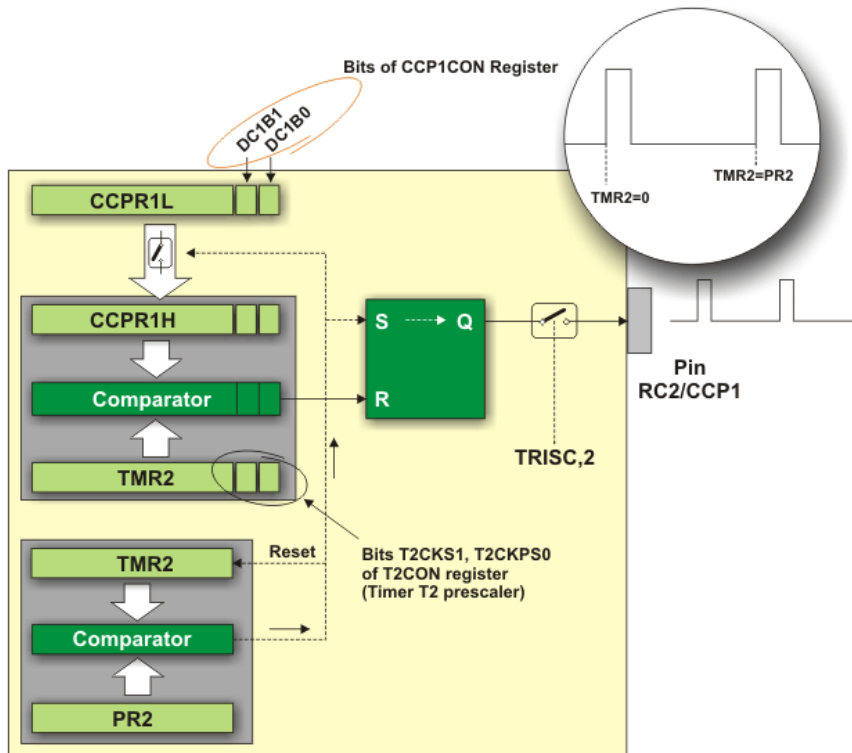 Bits of CCP1CON Register
DC1B1
DC1B0
TMR2=0
TMR2=PR2
CCPR1L
CCPR1H
Comparator
TMR2
S
Q
R
Pin
RC2/CCP1
TRISC,2
Reset
Bits T2CKS1, T2CKPS0
of T2CON register
(Timer T2 prescaler)
TMR2
Comparator
PR2